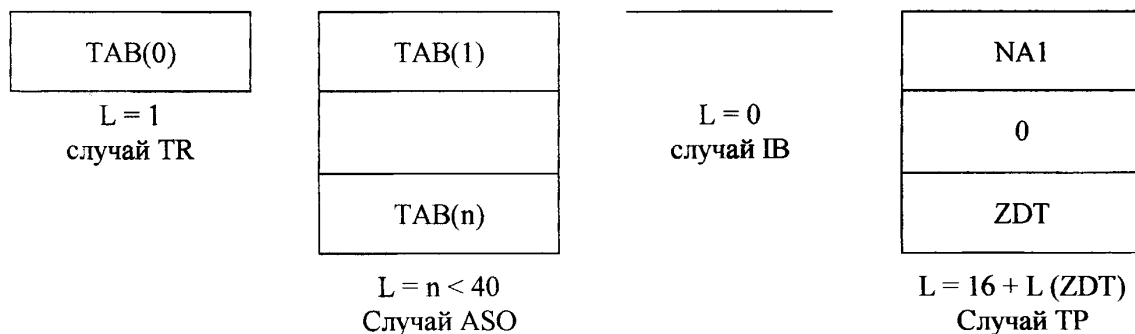 TAB(0)
L = 1
случай TR
TAB(1)
TAB(n)
L = n < 40
Случай ASO
L = 0
случай IB
NA1
0
ZDT
L = 16 + L (ZDT)
Случай TP